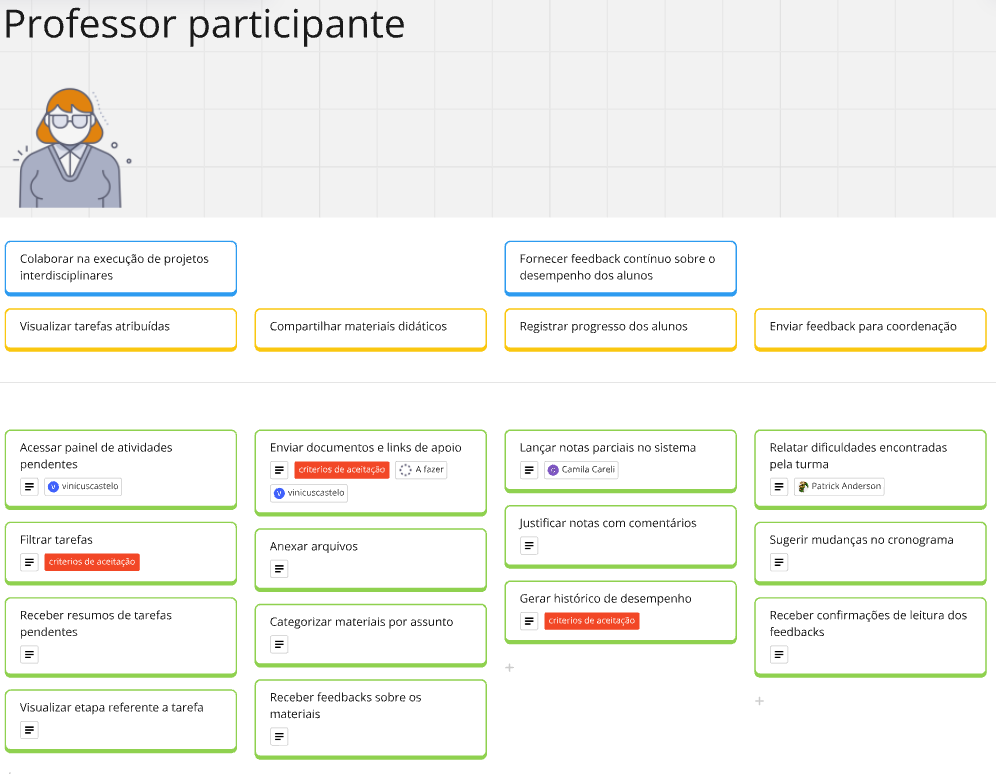 Professor participante
Colaborar na execução de projetos
interdisciplinares
Fornecer feedback contínuo sobre o
desempenho dos alunos
Visualizar tarefas atribuídas
Compartilhar materiais didáticos
Registrar progresso dos alunos
Enviar feedback para coordenação
Acessar painel de atividades
pendentes
v vinicuscastelo
Filtrar tarefas
criterios de aceitação
Receber resumos de tarefas
pendentes
Visualizar etapa referente a tarefa
Enviar documentos e links de apoio
criterios de aceitação A fazer
v vinicuscastelo
Anexar arquivos
Categorizar materiais por assunto
Receber feedbacks sobre os
materiais
Lançar notas parciais no sistema
Camila Careli
Justificar notas com comentários
Gerar histórico de desempenho
criterios de aceitação
+
Relatar dificuldades encontradas
pela turma
Patrick Anderson
Sugerir mudanças no cronograma
Receber confirmações de leitura dos
feedbacks
+